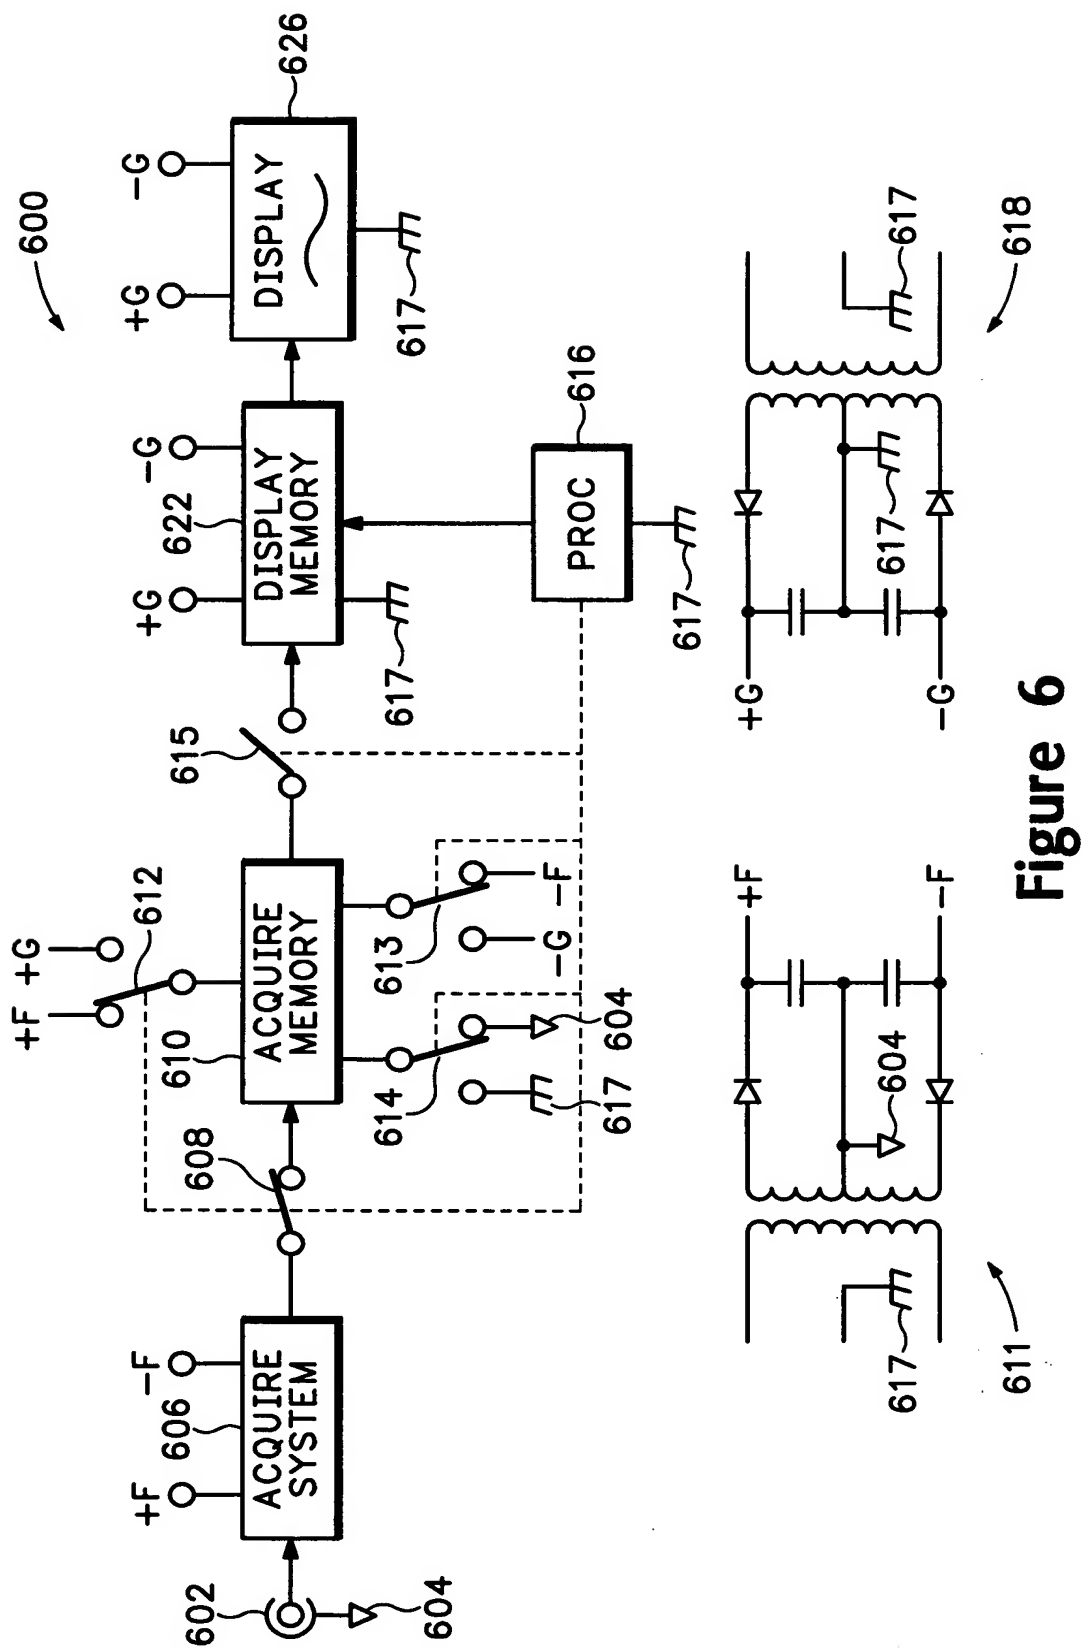 600
+F
-F
606
ACQUIRE
SYSTEM
602
604
608
+F
+G
612
610
ACQUIRE
MEMORY
614
617
604
613
-G
-F
615
+G
622
-G
DISPLAY
MEMORY
617
+G
-G
626
DISPLAY
617
PROC
616
617
611
617
604
+F
-F
+G
-G
617
617
618
Figure 6